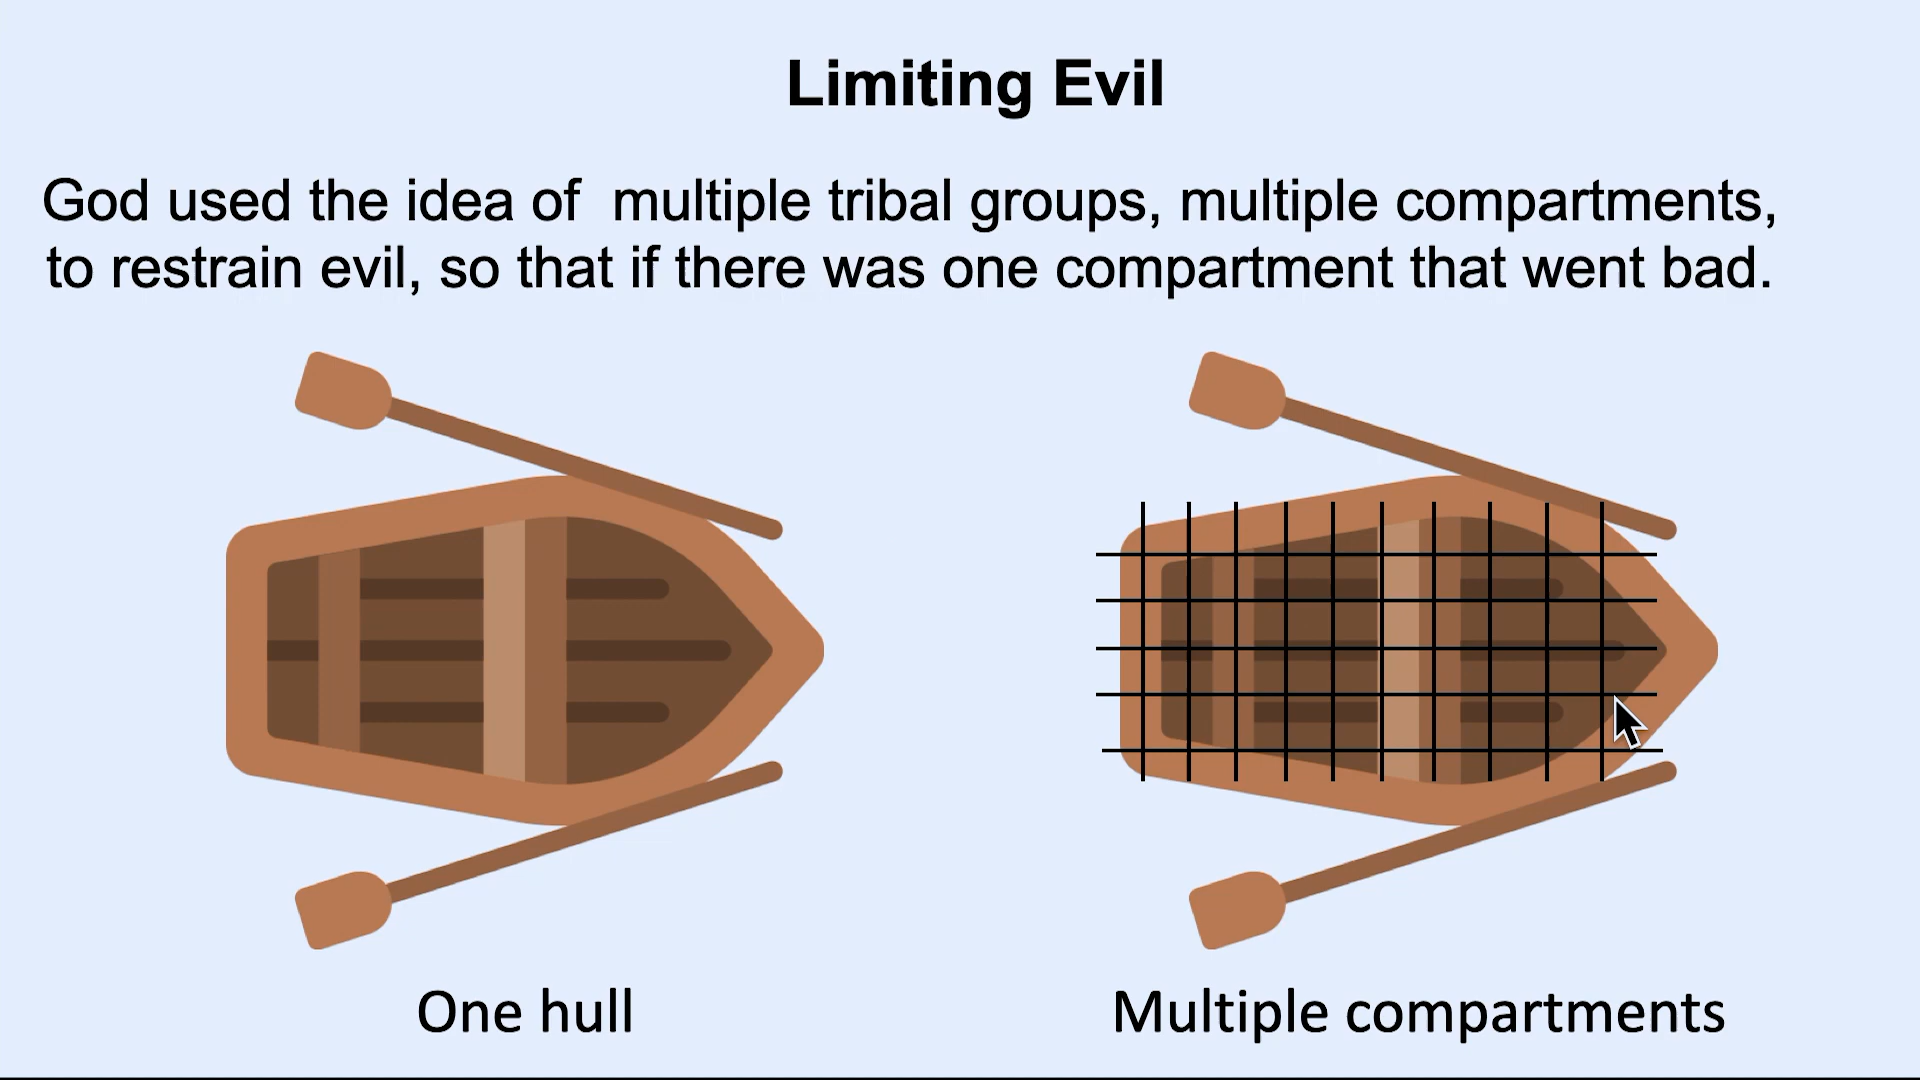 Limiting Evil
God used the idea of  multiple tribal groups, multiple compartments,
to restrain evil, so that if there was one compartment that went bad.
One hull
Multiple compartments